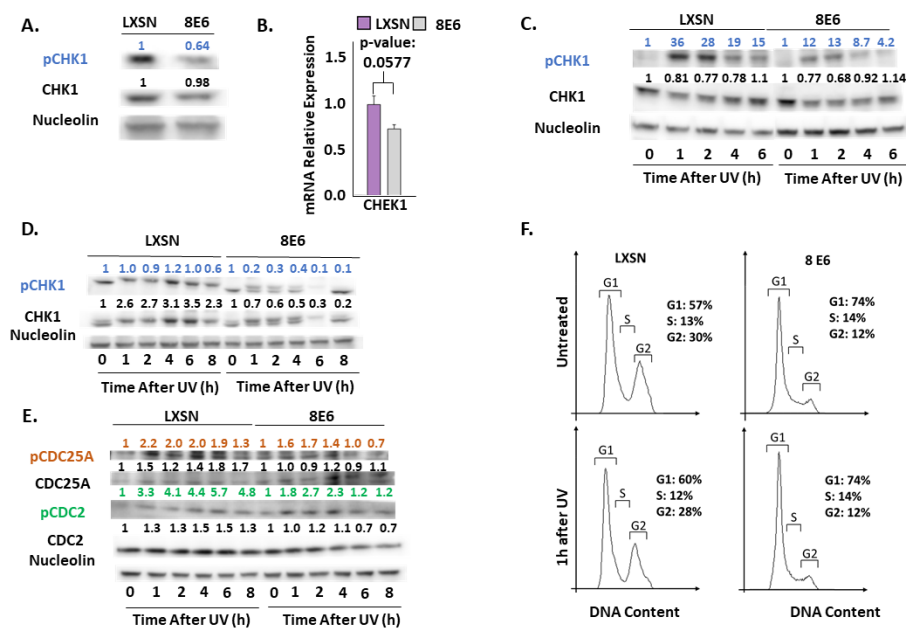 A.
LXSN 8E6
pCHK1
1 0.64
CHK1
1 0.98
Nucleolin
B.
LXSN 8E6
p-value:
0.0577
mRNA Relative Expression
1.5
1.0
0.5
0.0
CHEK1
C.
LXSN 8E6
pCHK1
1 36 28 19 15 1 12 13 8.7 4.2
1 0.81 0.77 0.78 1.1 1 0.77 0.68 0.92 1.14
CHK1
Nucleolin
0 1 2 4 6 0 1 2 4 6
Time After UV (h) Time After UV (h)
D.
LXSN 8E6
1 1.0 0.9 1.2 1.0 0.6 1 0.2 0.3 0.4 0.1 0.1
pCHK1
1 2.6 2.7 3.1 3.5 2.3 1 0.7 0.6 0.5 0.3 0.2
CHK1
Nucleolin
0 1 2 4 6 8 0 1 2 4 6 8
Time After UV (h) Time After UV (h)
E.
LXSN 8E6
1 2.2 2.0 2.0 1.9 1.3 1 1.6 1.7 1.4 1.0 0.7
pCDC25A
1 1.5 1.2 1.4 1.8 1.7 1 1.0 0.9 1.2 0.9 1.1
CDC25A
1 3.3 4.1 4.4 5.7 4.8 1 1.8 2.7 2.3 1.2 1.2
pCDC2
1 1.3 1.3 1.5 1.5 1.3 1 1.0 1.2 1.1 0.7 0.7
CDC2
Nucleolin
0 1 2 4 6 8 0 1 2 4 6 8
Time After UV (h) Time After UV (h)
F.
LXSN 8 E6
Untreated
G1
S
G2
G1: 57%
S: 13%
G2: 30%
G1
S
G2
G1: 74%
S: 14%
G2: 12%
1h after UV
G1
S
G2
G1: 60%
S: 12%
G2: 28%
G1
S
G2
G1: 74%
S: 14%
G2: 12%
DNA Content DNA Content